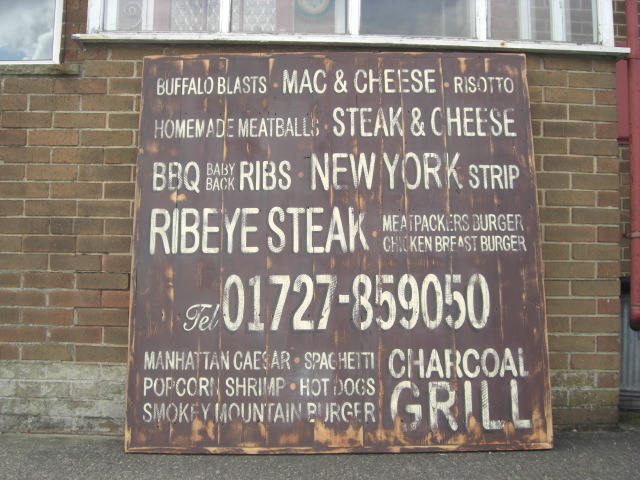 BUFFALO BLASTS • MAC & CHEESE • RISOTTO
HOMEMADE MEATBALLS • STEAK & CHEESE
BBQ BABY BACK RIBS • NEW YORK STRIP
RIBEYE STEAK • MEATPACKERS BURGER
CHICKEN BREAST BURGER
Tel 01727-859050
MANHATTAN CAESAR • SPAGHETTI
POPCORN SHRIMP • HOT DOGS
SMOKEY MOUNTAIN BURGER
CHARCOAL
GRILL